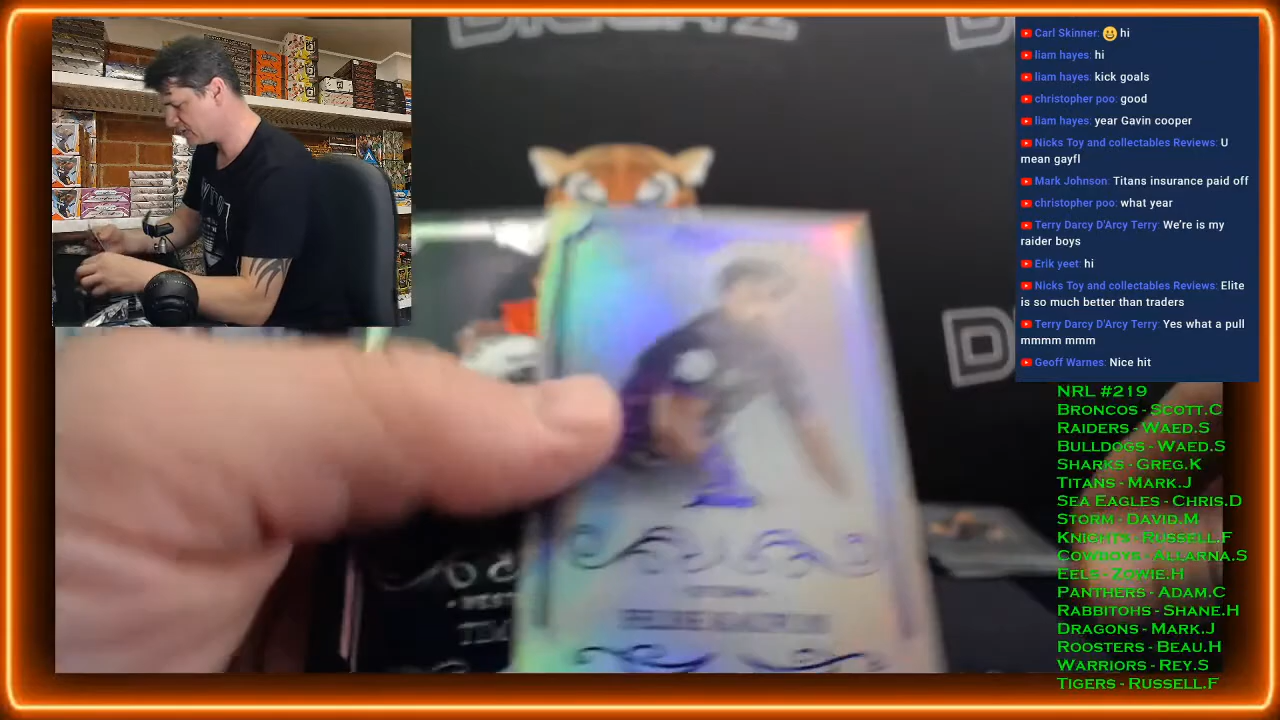 Carl Skinner: 😀 hi
liam hayes: hi
liam hayes: kick goals
christopher poo: good
liam hayes: year Gavin cooper
Nicks Toy and collectables Reviews: U
mean gayfl
Mark Johnson: Titans insurance paid off
christopher poo: what year
Terry Darcy D'Arcy Terry: We're is my
raider boys
Erik yeet: hi
Nicks Toy and collectables Reviews: Elite
is so much better than traders
Terry Darcy D'Arcy Terry: Yes what a pull
mmmm mmm
Geoff Warnes: Nice hit
NRL #219
Broncos - Scott.C
Raiders - Waed.S
Bulldogs - Waed.S
Sharks - Greg.K
Titans - Mark.J
Sea Eagles - Chris.D
Storm - David.M
Knights - Russell.F
Cowboys - Allarna.S
Eels - Zowie.H
Panthers - Adam.C
Rabbitohs - Shane.H
Dragons - Mark.J
Roosters - Beau.H
Warriors - Rey.S
Tigers - Russell.F